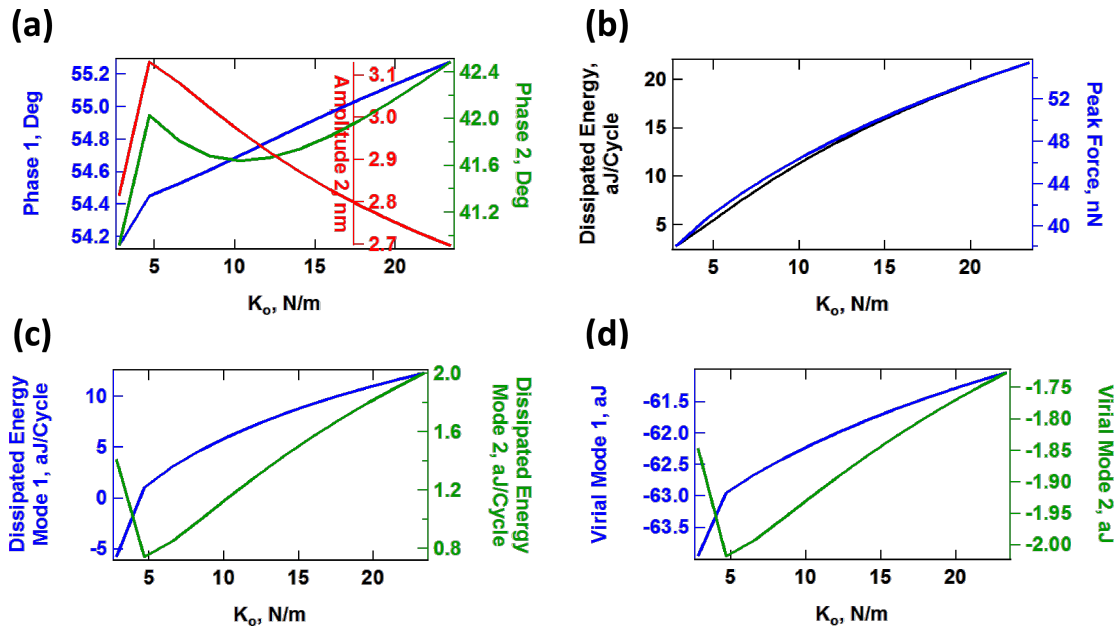 (a)
Phase 1, Deg
55.2
55.0
54.8
54.6
54.4
54.2
Amplitude 2, nm
3.1
3.0
2.9
2.8
2.7
42.4
42.0
41.6
41.2
Phase 2, Deg
5 10 15 20
Kₒ, N/m
(b)
Dissipated Energy,
aJ/Cycle
20
15
10
5
52
48
44
40
Peak Force, nN
5 10 15 20
Kₒ, N/m
(c)
Dissipated Energy
Mode 1, aJ/Cycle
10
5
0
-5
2.0
1.6
1.2
0.8
Dissipated Energy
Mode 2, aJ/Cycle
5 10 15 20
Kₒ, N/m
(d)
Virial Mode 1, aJ
-61.5
-62.0
-62.5
-63.0
-63.5
-1.75
-1.80
-1.85
-1.90
-1.95
-2.00
Virial Mode 2, aJ
5 10 15 20
Kₒ, N/m